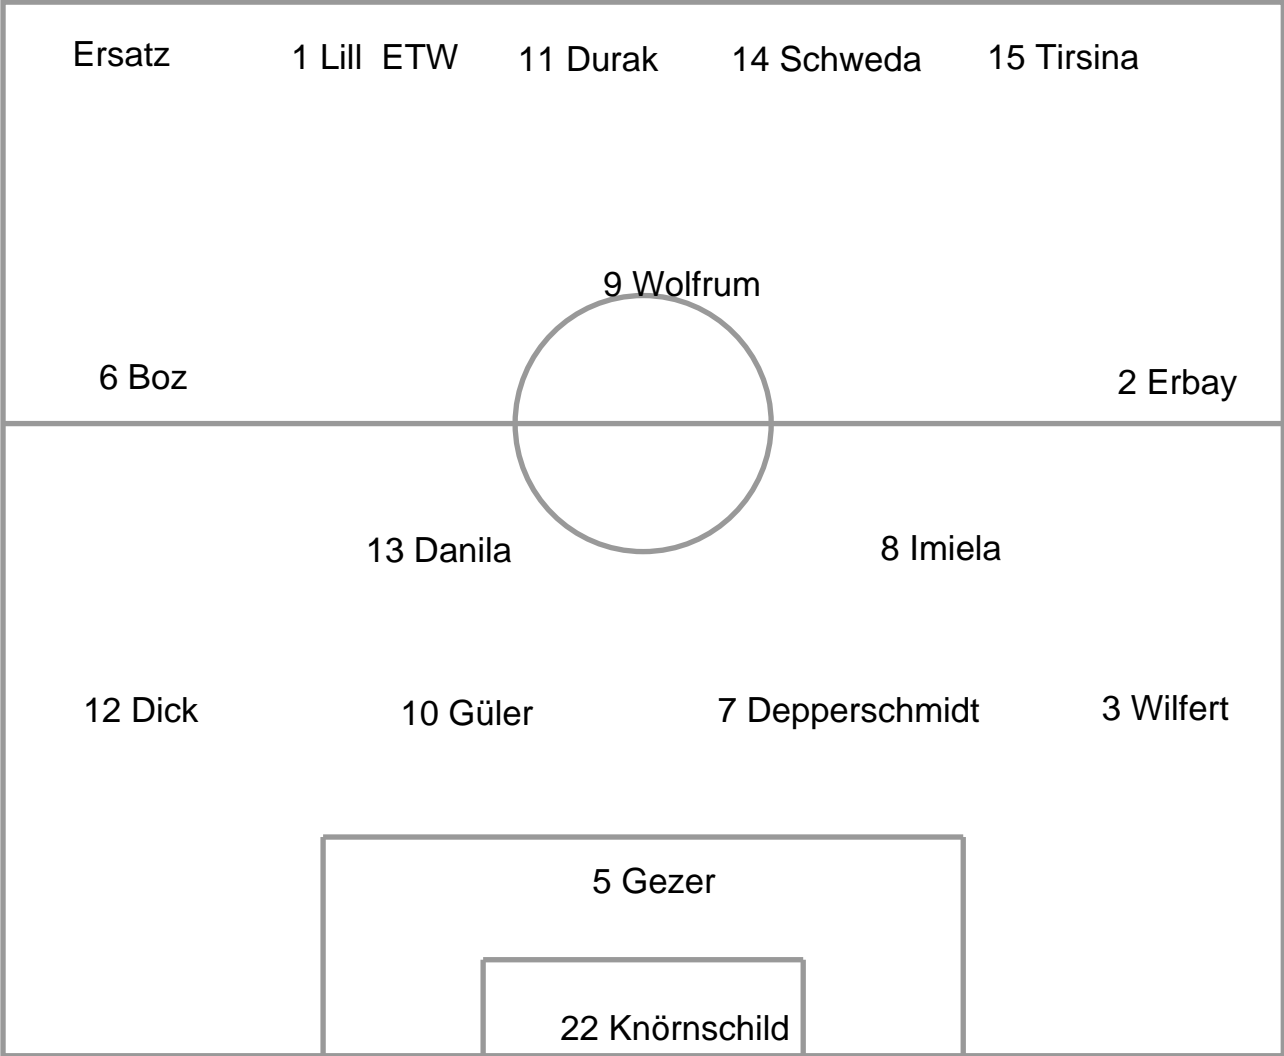 Ersatz 1 Lill ETW 11 Durak 14 Schweda 15 Tirsina
9 Wolfrum
6 Boz 2 Erbay
13 Danila 8 Imiela
12 Dick 10 Güler 7 Depperschmidt 3 Wilfert
5 Gezer
22 Knörnschild